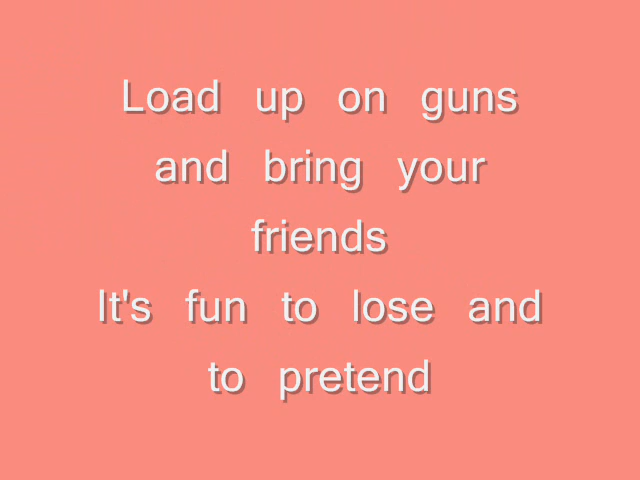 Load up on guns
and bring your
friends
It's fun to lose and
to pretend